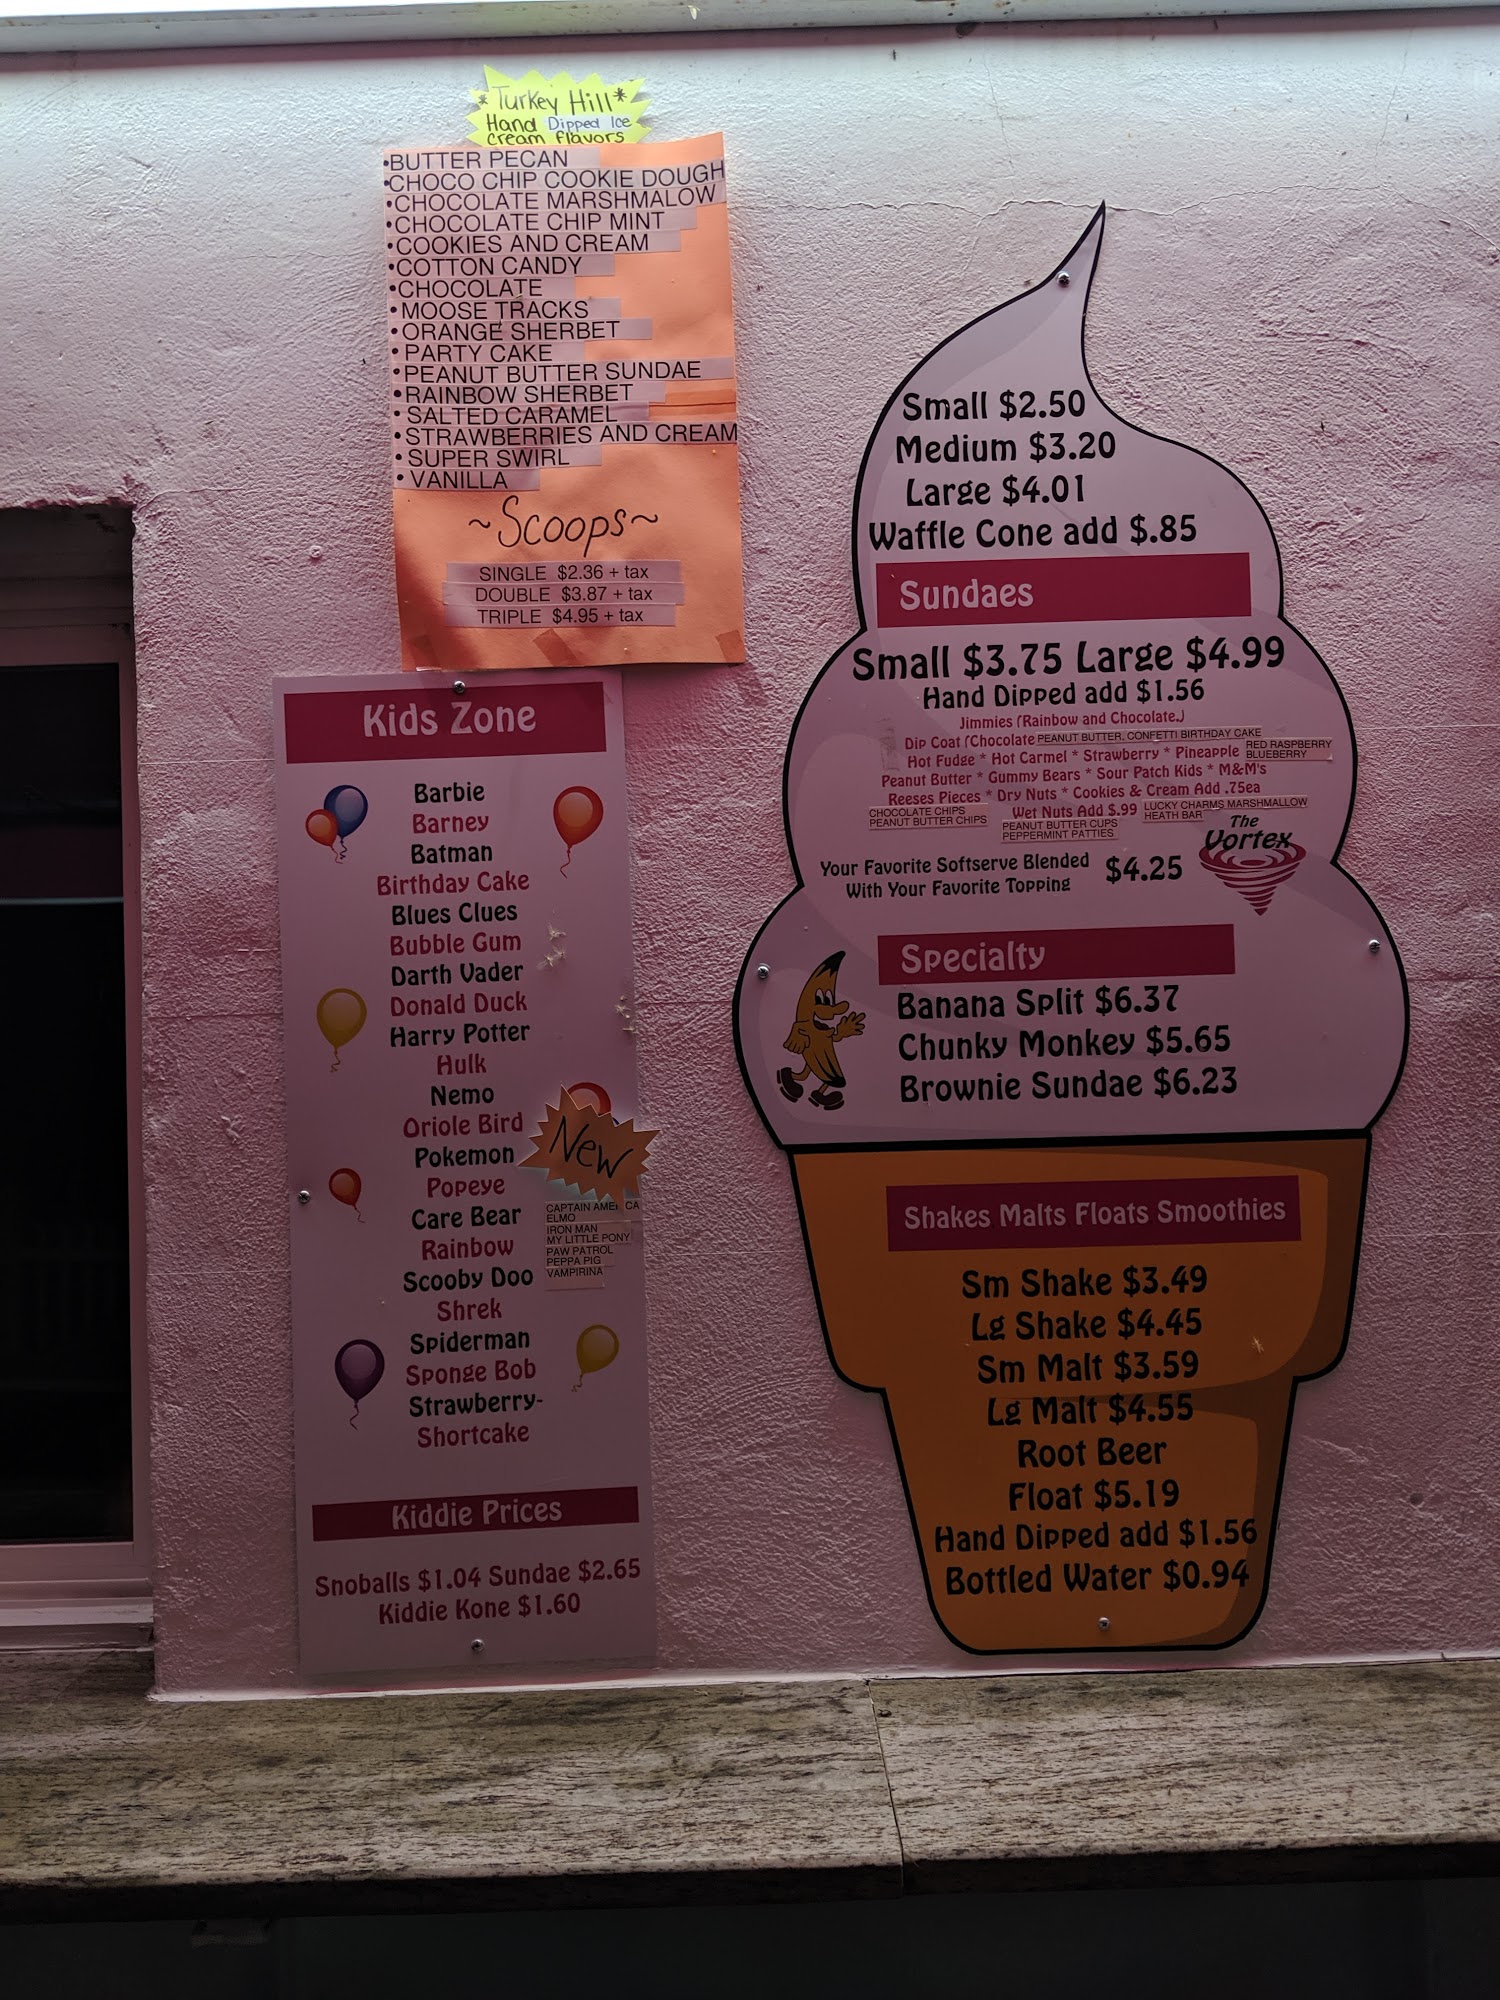 *Turkey Hill*
Hand Dipped Ice
cream flavors
•BUTTER PECAN
•CHOCO CHIP COOKIE DOUGH
•CHOCOLATE MARSHMALOW
•CHOCOLATE CHIP MINT
•COOKIES AND CREAM
•COTTON CANDY
•CHOCOLATE
•MOOSE TRACKS
•ORANGE SHERBET
•PARTY CAKE
•PEANUT BUTTER SUNDAE
•RAINBOW SHERBET
•SALTED CARAMEL
•STRAWBERRIES AND CREAM
•SUPER SWIRL
•VANILLA
~Scoops~
SINGLE $2.36 + tax
DOUBLE $3.87 + tax
TRIPLE $4.95 + tax
Kids Zone
Barbie
Barney
Batman
Birthday Cake
Blues Clues
Bubble Gum
Darth Vader
Donald Duck
Harry Potter
Hulk
Nemo
Oriole Bird
Pokemon
Popeye
Care Bear
Rainbow
Scooby Doo
Shrek
Spiderman
Sponge Bob
Strawberry-
Shortcake
New
CAPTAIN AMERICA
ELMO
IRON MAN
MY LITTLE PONY
PAW PATROL
PEPPA PIG
VAMPIRINA
Kiddie Prices
Snoballs $1.04 Sundae $2.65
Kiddie Kone $1.60
Small $2.50
Medium $3.20
Large $4.01
Waffle Cone add $.85
Sundaes
Small $3.75 Large $4.99
Hand Dipped add $1.56
Jimmies (Rainbow and Chocolate)
Dip Coat (Chocolate PEANUT BUTTER, CONFETTI BIRTHDAY CAKE
Hot Fudge * Hot Carmel * Strawberry * Pineapple RED RASPBERRY
BLUEBERRY
Peanut Butter * Gummy Bears * Sour Patch Kids * M&M's
Reeses Pieces * Dry Nuts * Cookies & Cream Add .75ea
CHOCOLATE CHIPS
PEANUT BUTTER CHIPS
Wet Nuts Add $.99
PEANUT BUTTER CUPS
PEPPERMINT PATTIES
LUCKY CHARMS MARSHMALLOW
HEATH BAR
The
Vortex
Your Favorite Softserve Blended
With Your Favorite Topping
$4.25
Specialty
Banana Split $6.37
Chunky Monkey $5.65
Brownie Sundae $6.23
Shakes Malts Floats Smoothies
Sm Shake $3.49
Lg Shake $4.45
Sm Malt $3.59
Lg Malt $4.55
Root Beer
Float $5.19
Hand Dipped add $1.56
Bottled Water $0.94